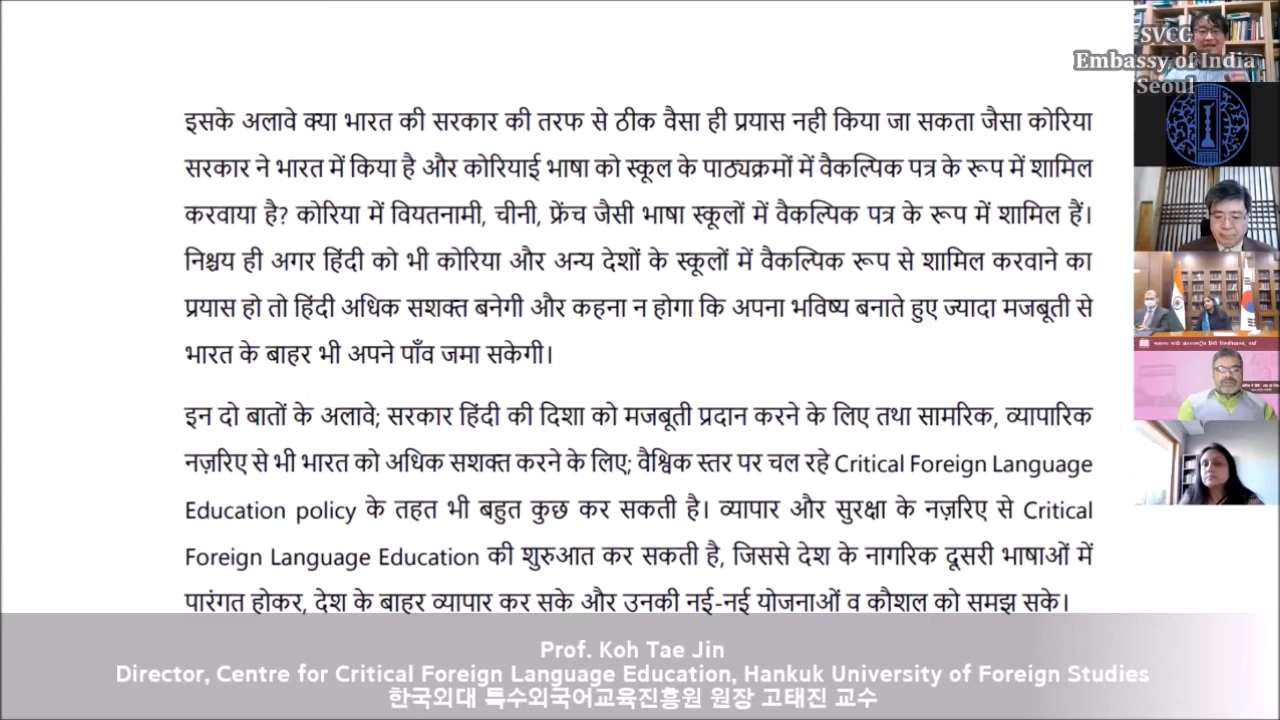 SVCC
Embassy of India
Seoul
इसके अलावे क्या भारत की सरकार की तरफ से ठीक वैसा ही प्रयास नही किया जा सकता जैसा कोरिया
सरकार ने भारत में किया है और कोरियाई भाषा को स्कूल के पाठ्यक्रमों में वैकल्पिक पत्र के रूप में शामिल
करवाया है? कोरिया में वियतनामी, चीनी, फ्रेंच जैसी भाषा स्कूलों में वैकल्पिक पत्र के रूप में शामिल हैं।
निश्चय ही अगर हिंदी को भी कोरिया और अन्य देशों के स्कूलों में वैकल्पिक रूप से शामिल करवाने का
प्रयास हो तो हिंदी अधिक सशक्त बनेगी और कहना न होगा कि अपना भविष्य बनाते हुए ज्यादा मजबूती से
भारत के बाहर भी अपने पाँव जमा सकेगी।
इन दो बातों के अलावे; सरकार हिंदी की दिशा को मजबूती प्रदान करने के लिए तथा सामरिक, व्यापारिक
नज़रिए से भी भारत को अधिक सशक्त करने के लिए; वैश्विक स्तर पर चल रहे Critical Foreign Language
Education policy के तहत भी बहुत कुछ कर सकती है। व्यापार और सुरक्षा के नज़रिए से Critical
Foreign Language Education की शुरुआत कर सकती है, जिससे देश के नागरिक दूसरी भाषाओं में
पारंगत होकर, देश के बाहर व्यापार कर सके और उनकी नई-नई योजनाओं व कौशल को समझ सके।
Prof. Koh Tae Jin
Director, Centre for Critical Foreign Language Education, Hankuk University of Foreign Studies
한국외대 특수외국어교육진흥원 원장 고태진 교수